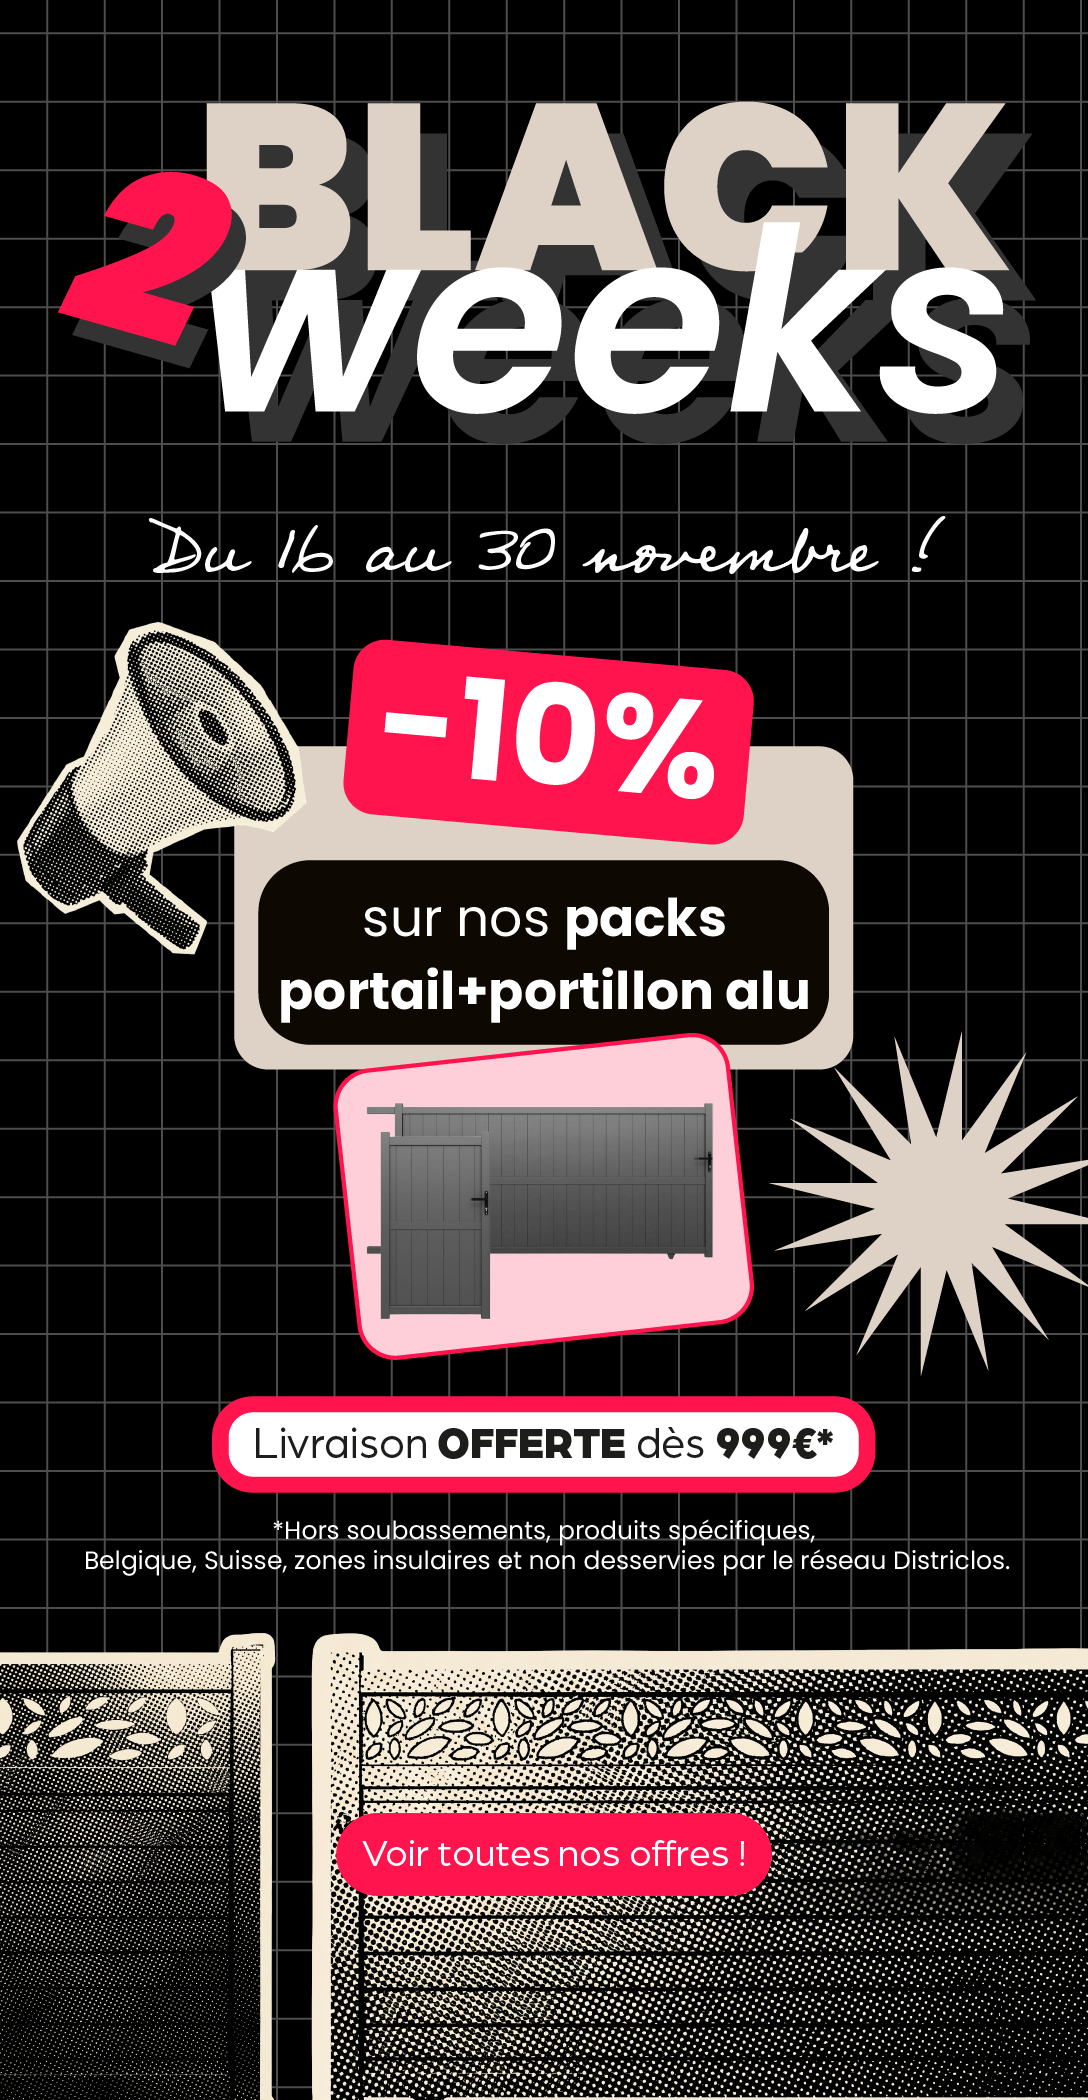 2 BLACK
weeks
Du 16 au 30 novembre !
-10%
sur nos packs
portail+portillon alu
Livraison OFFERTE dès 999€*
*Hors soubassements, produits spécifiques,
Belgique, Suisse, zones insulaires et non desservies par le réseau Districlos.
Voir toutes nos offres !